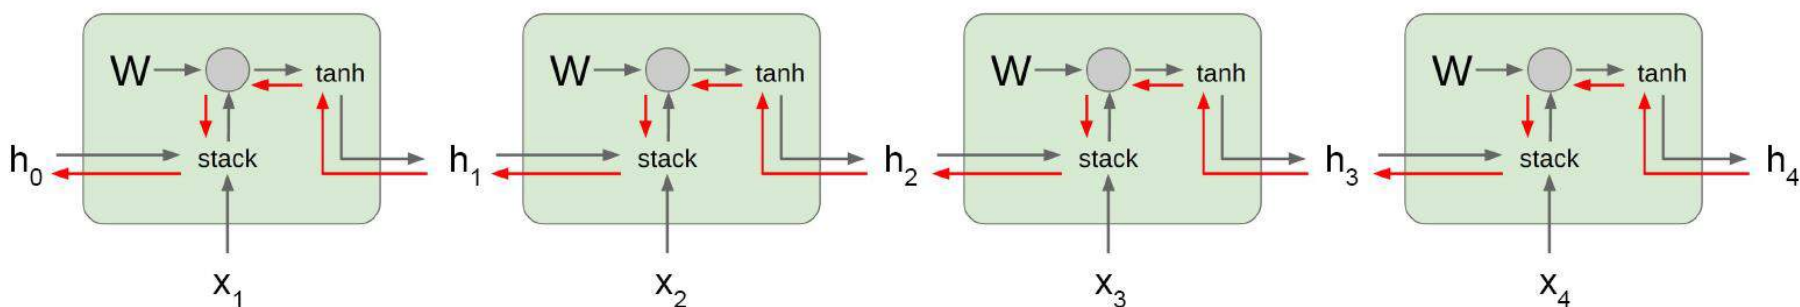 W tanh W tanh W tanh W tanh
h₀ stack h₁ stack h₂ stack h₃ stack h₄
x₁ x₂ x₃ x₄